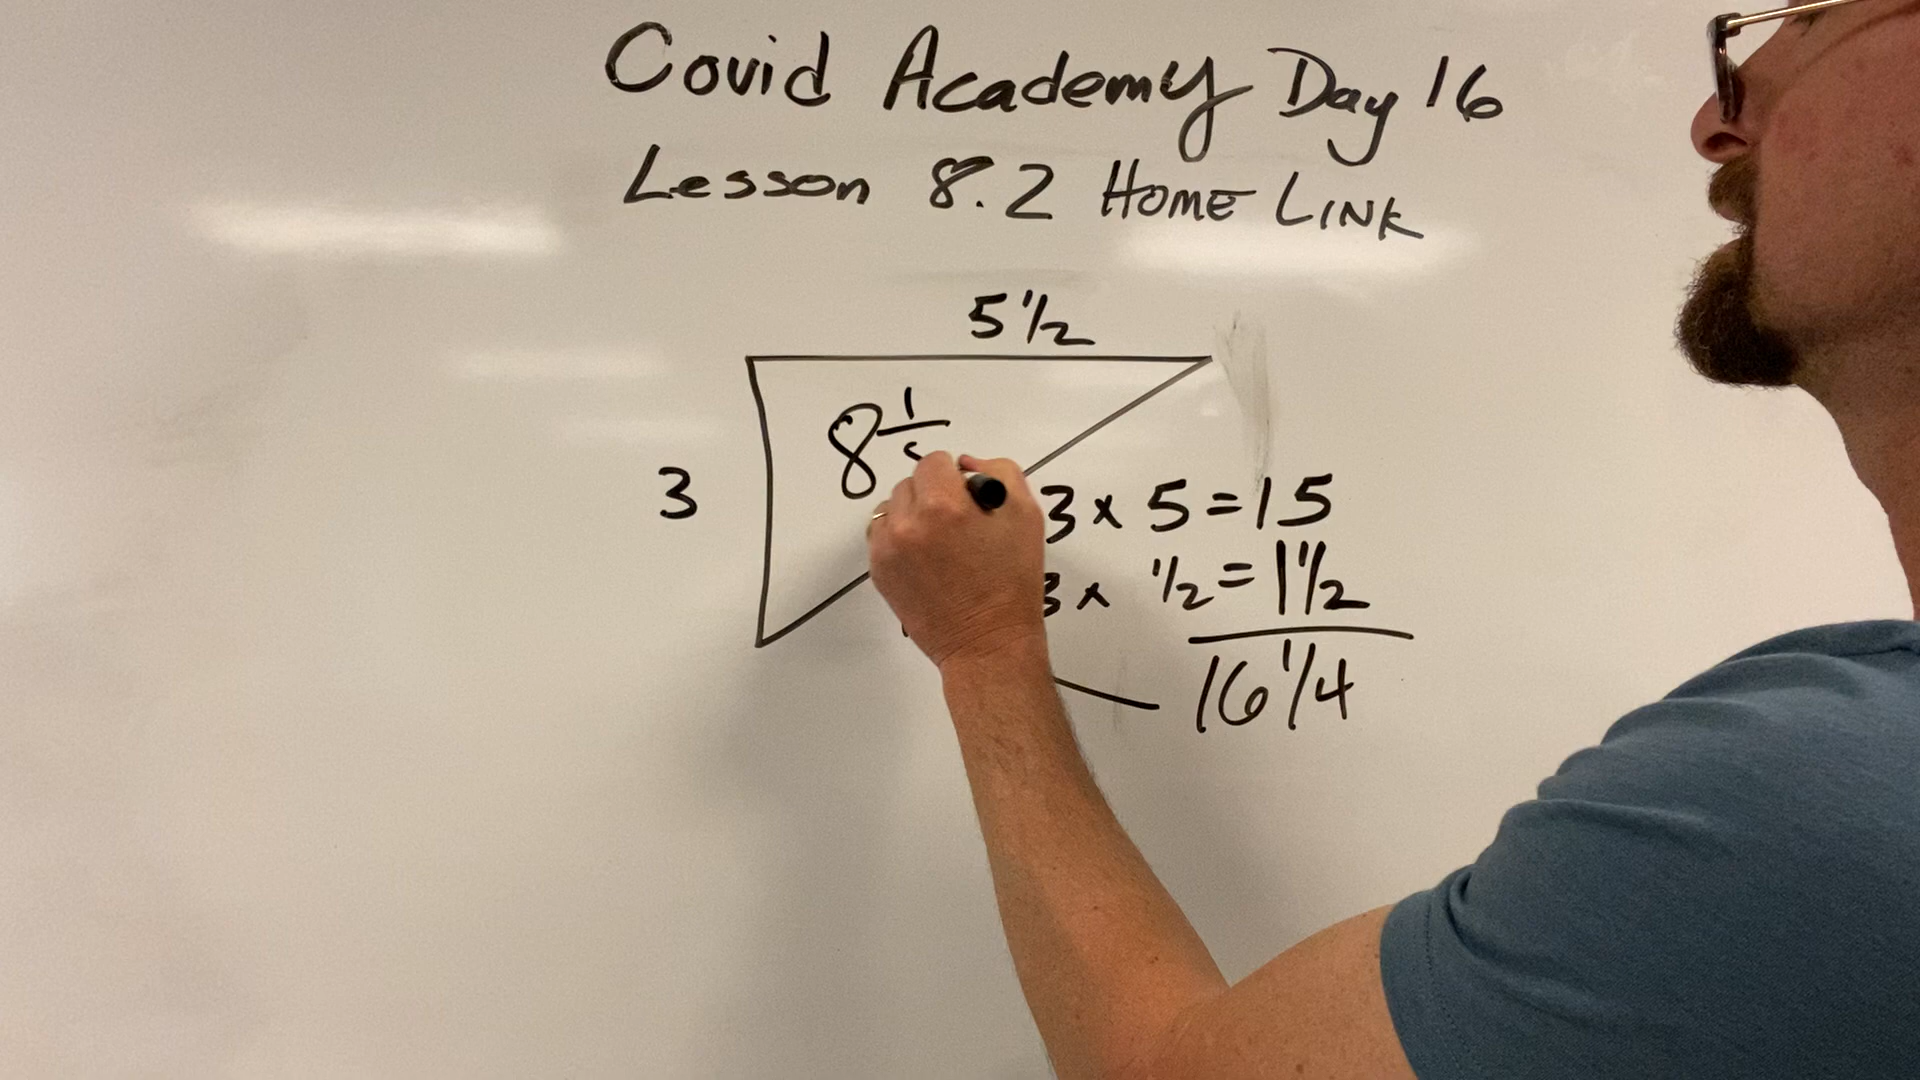 Covid Academy Day 16
Lesson 8.2 HOME LINK
5 1/2
8 1/
3
3 x 5 = 15
3 x 1/2 = 1 1/2
16 1/4